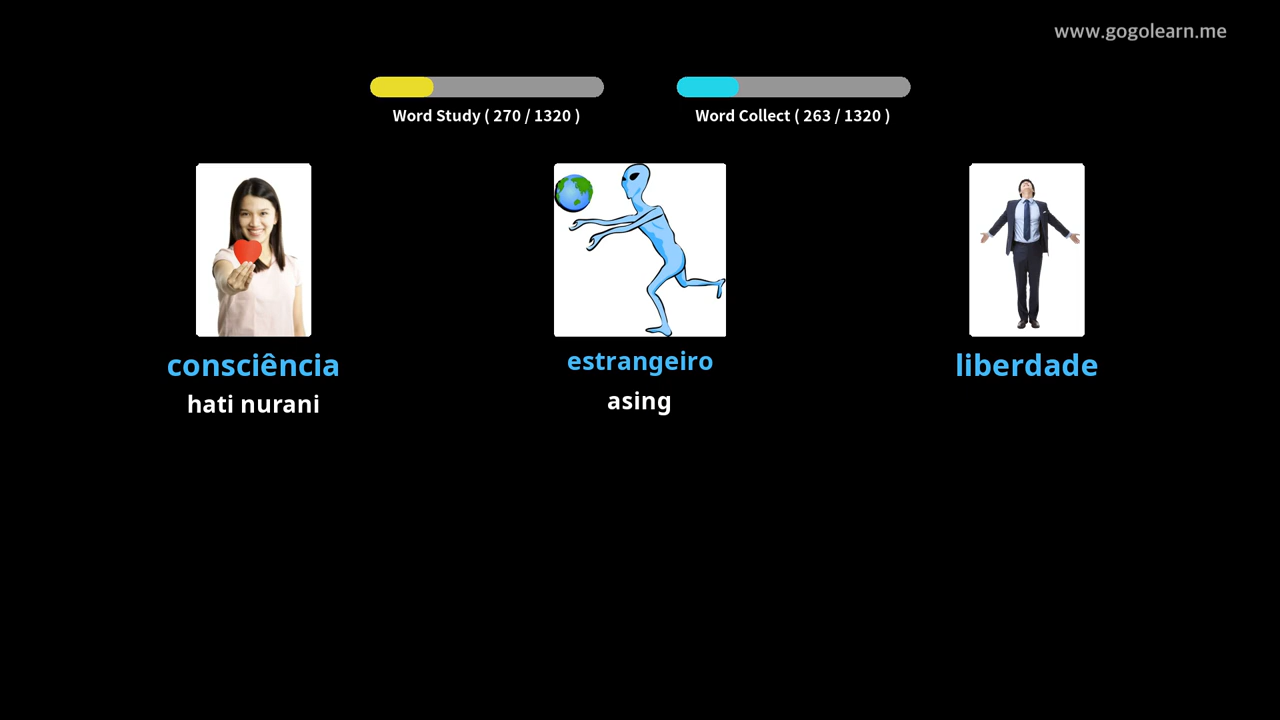 www.gogolearn.me
Word Study ( 270 / 1320 )
Word Collect ( 263 / 1320 )
consciência
estrangeiro
liberdade
hati nurani
asing